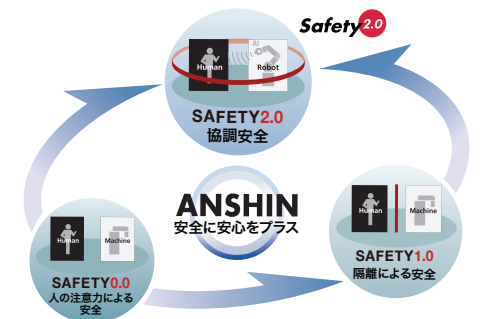 Safety2.0
AI
Human
Robot
SAFETY2.0
協調安全
ANSHIN
安全に安心をプラス
Human
Machine
SAFETY1.0
隔離による安全
Human
Machine
SAFETY0.0
人の注意力による
安全